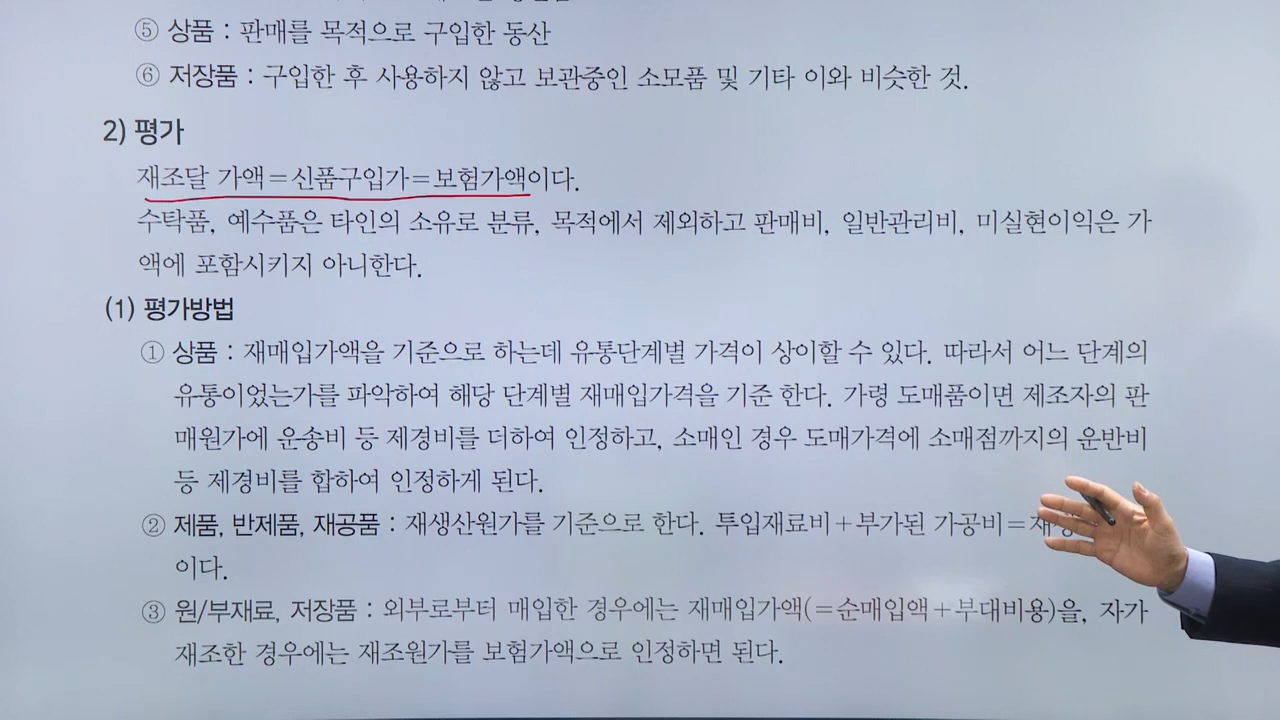 ⑤ 상품 : 판매를 목적으로 구입한 동산
⑥ 저장품 : 구입한 후 사용하지 않고 보관중인 소모품 및 기타 이와 비슷한 것.
2) 평가
재조달 가액=신품구입가=보험가액이다.
수탁품, 예수품은 타인의 소유로 분류, 목적에서 제외하고 판매비, 일반관리비, 미실현이익은 가
액에 포함시키지 아니한다.
(1) 평가방법
① 상품 : 재매입가액을 기준으로 하는데 유통단계별 가격이 상이할 수 있다. 따라서 어느 단계의
유통이었는가를 파악하여 해당 단계별 재매입가격을 기준 한다. 가령 도매품이면 제조자의 판
매원가에 운송비 등 제경비를 더하여 인정하고, 소매인 경우 도매가격에 소매점까지의 운반비
등 제경비를 합하여 인정하게 된다.
② 제품, 반제품, 재공품 : 재생산원가를 기준으로 한다. 투입재료비+부가된 가공비=
이다.
③ 원/부재료, 저장품 : 외부로부터 매입한 경우에는 재매입가액(=순매입액+부대비용)을, 자가
재조한 경우에는 재조원가를 보험가액으로 인정하면 된다.